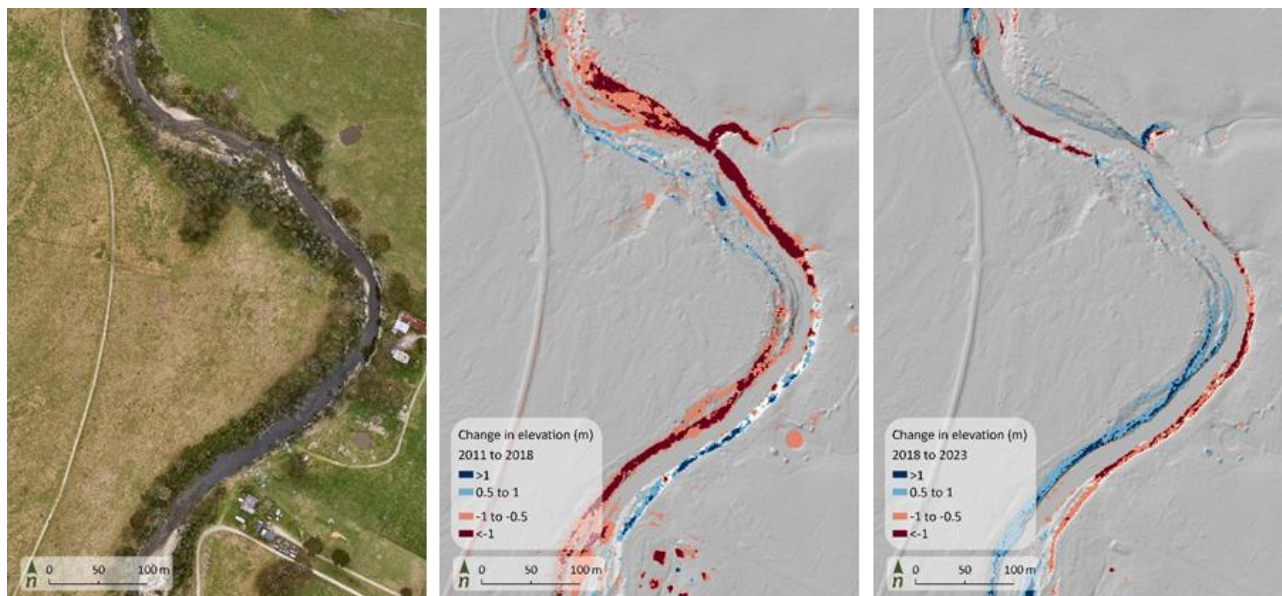 n
0 50 100 m
Change in elevation (m)
2011 to 2018
>1
0.5 to 1
-1 to -0.5
<-1
n
0 50 100 m
Change in elevation (m)
2018 to 2023
>1
0.5 to 1
-1 to -0.5
<-1
n
0 50 100 m